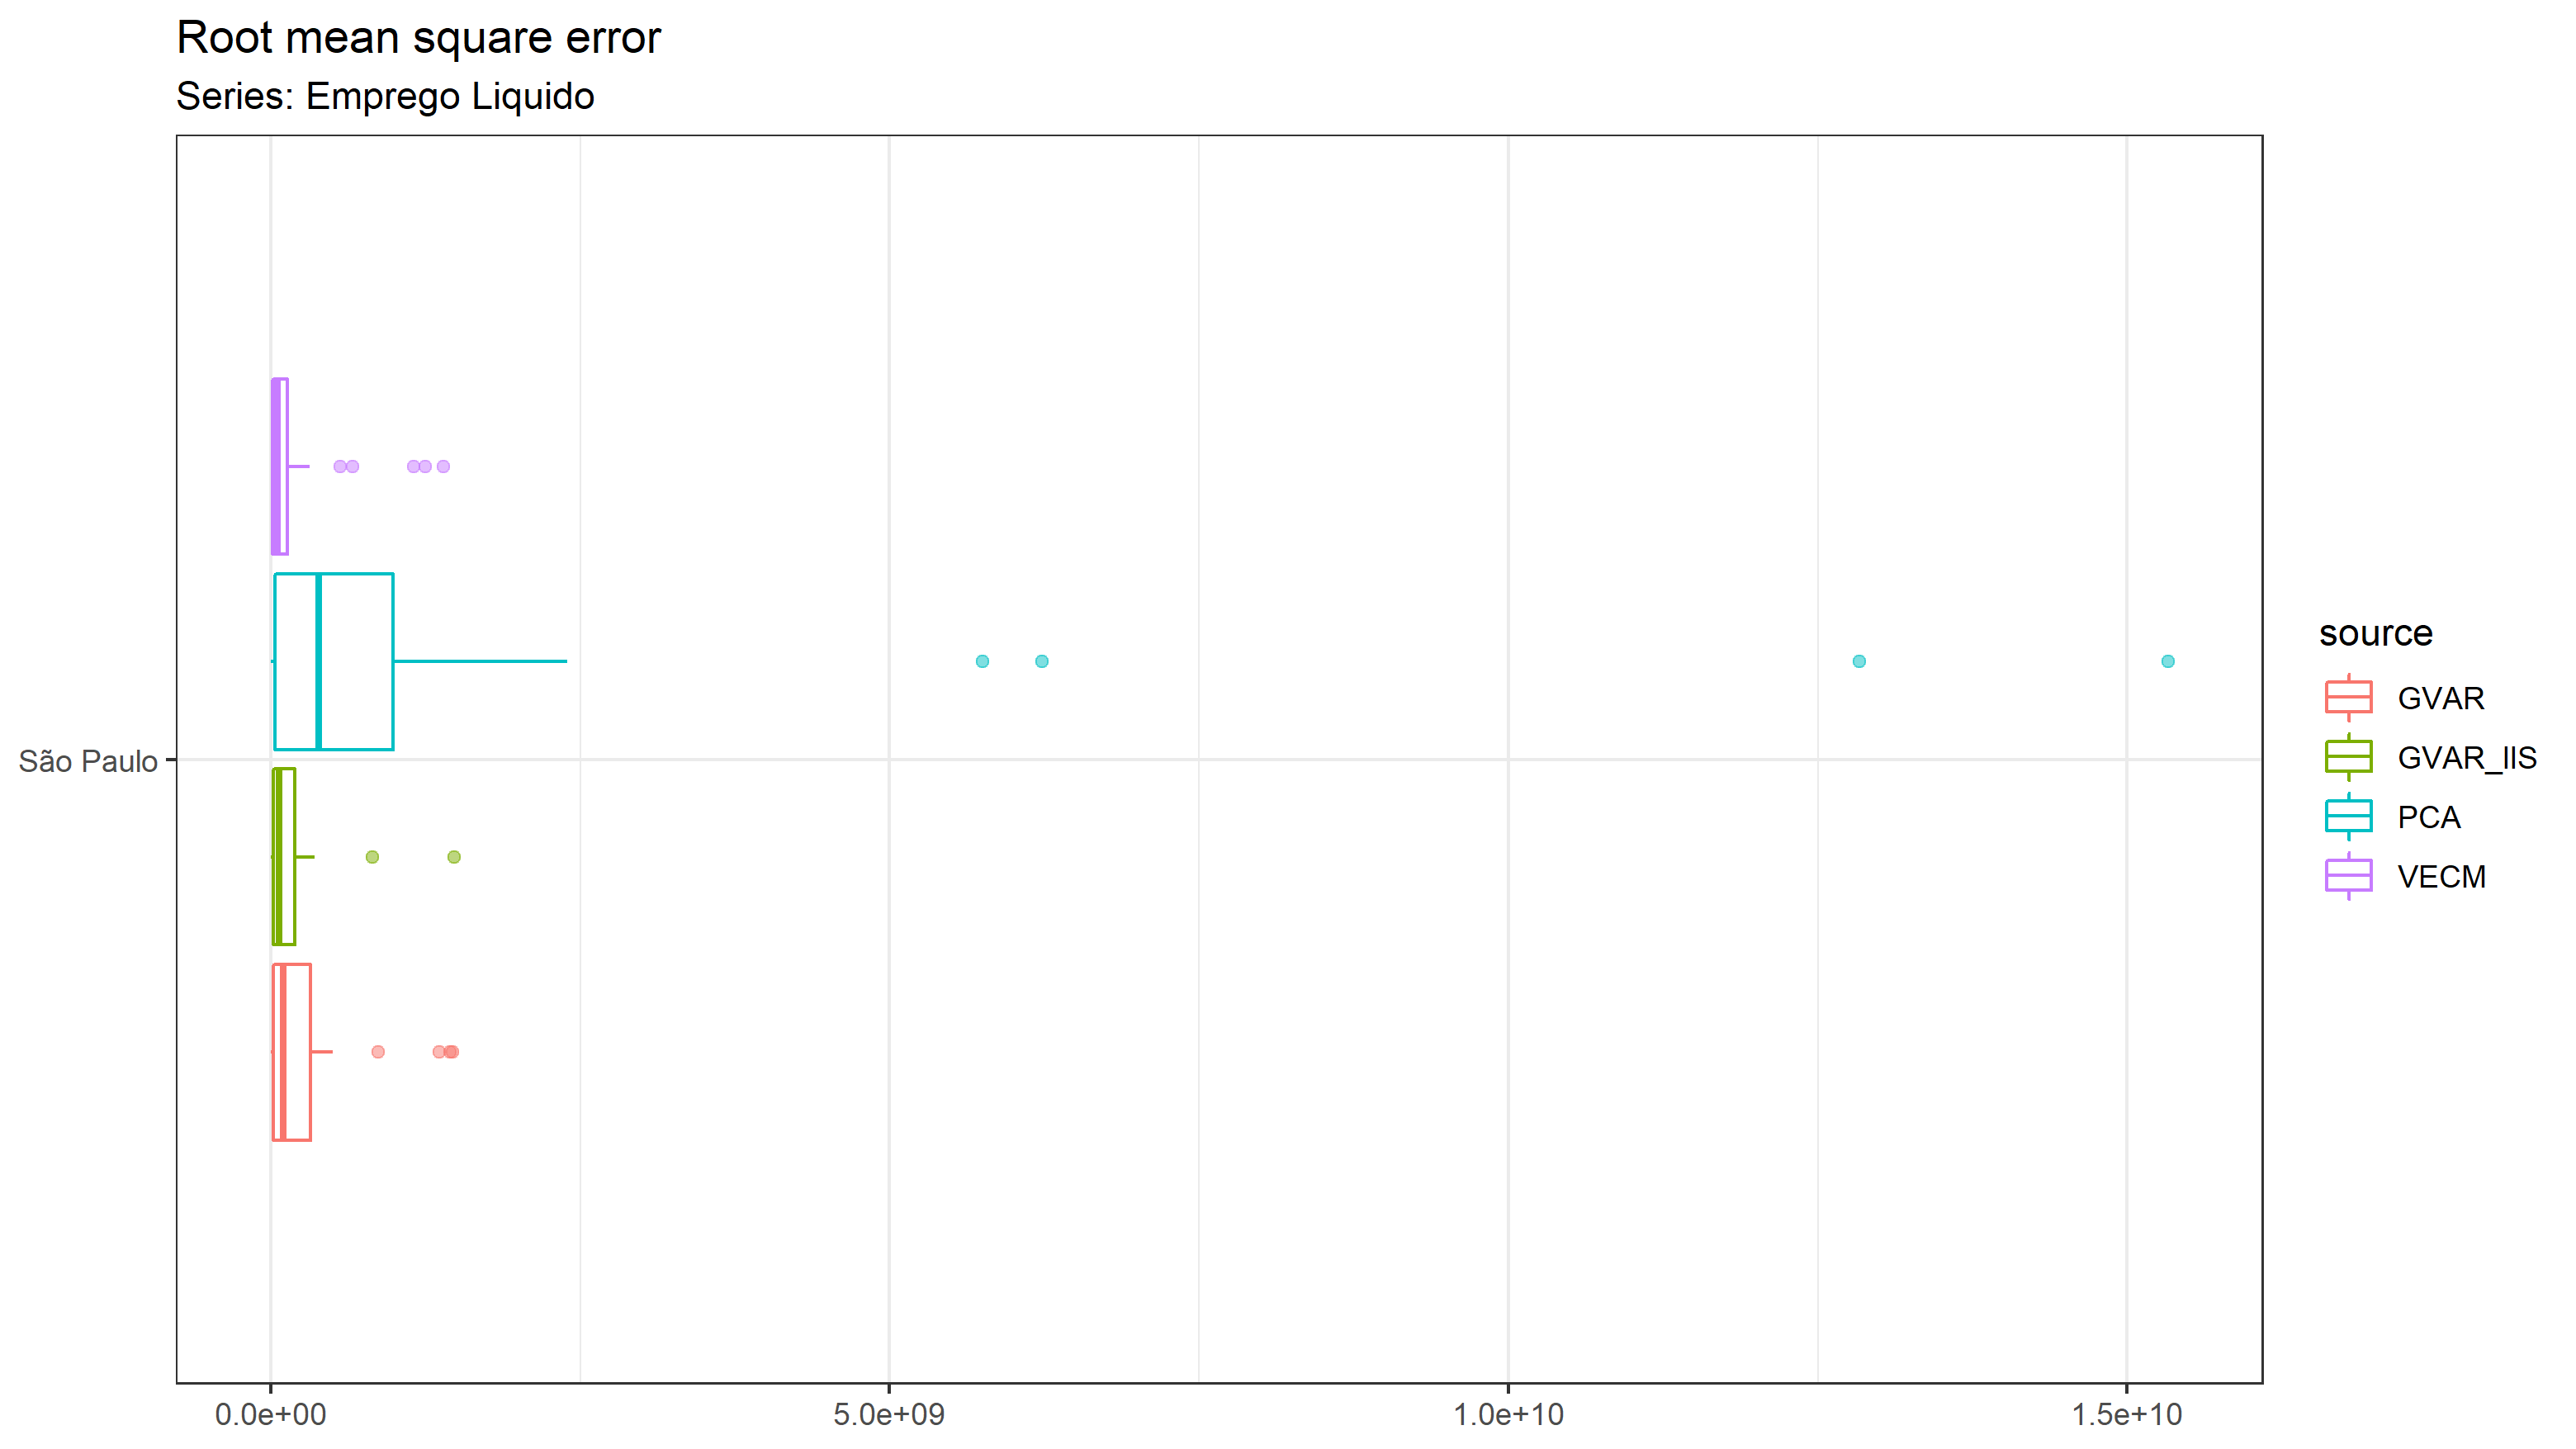 Root mean square error
Series: Emprego Liquido
São Paulo
0.0e+00
5.0e+09
1.0e+10
1.5e+10
source
GVAR
GVAR_IIS
PCA
VECM